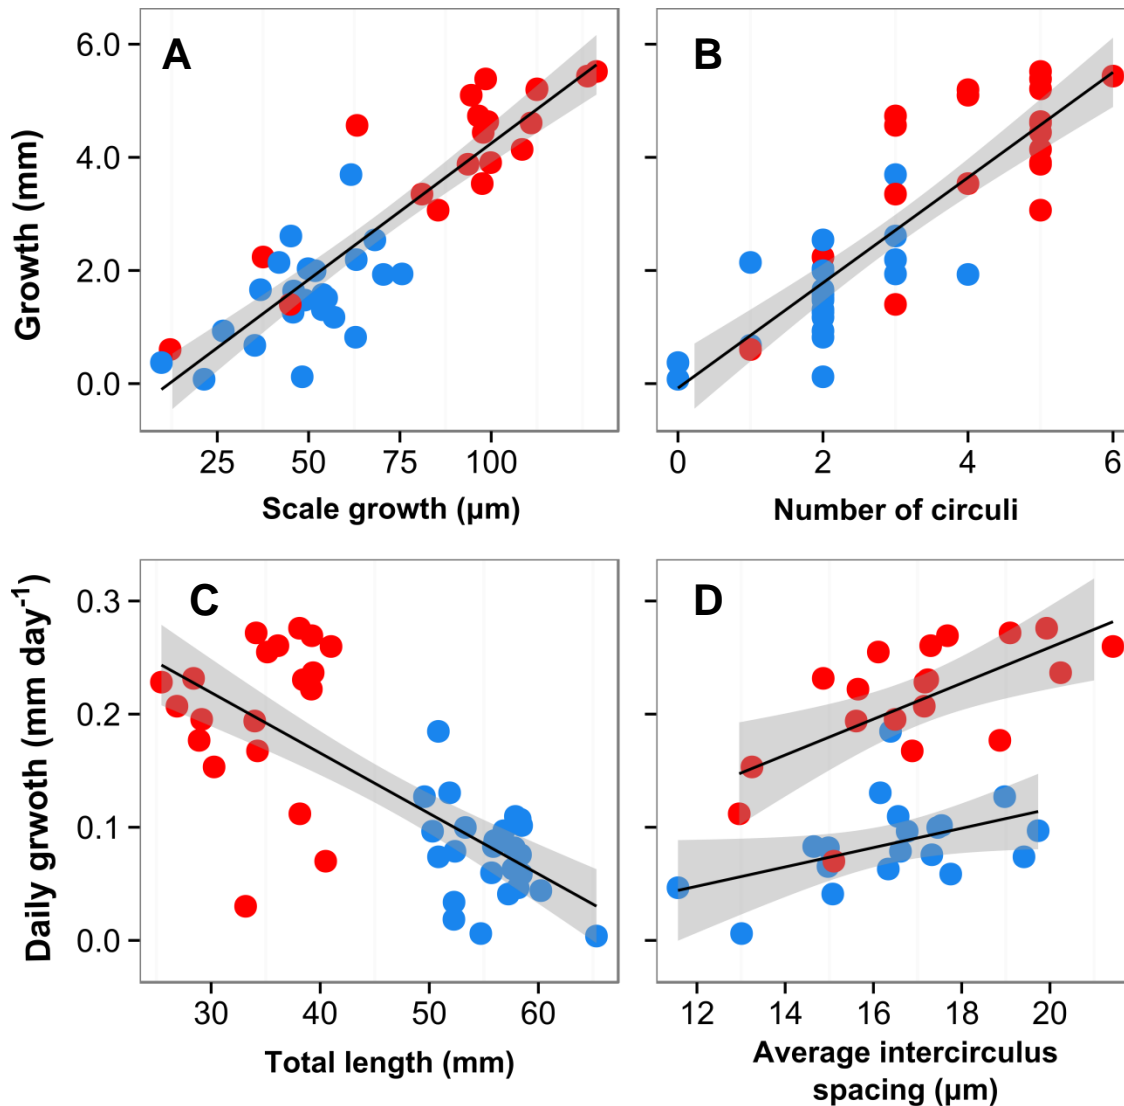 A
B
Growth (mm)
6.0
4.0
2.0
0.0
25 50 75 100
0 2 4 6
Scale growth (µm)
Number of circuli
C
D
Daily grwoth (mm day-1)
0.3
0.2
0.1
0.0
30 40 50 60
12 14 16 18 20
Total length (mm)
Average intercirculus
spacing (µm)